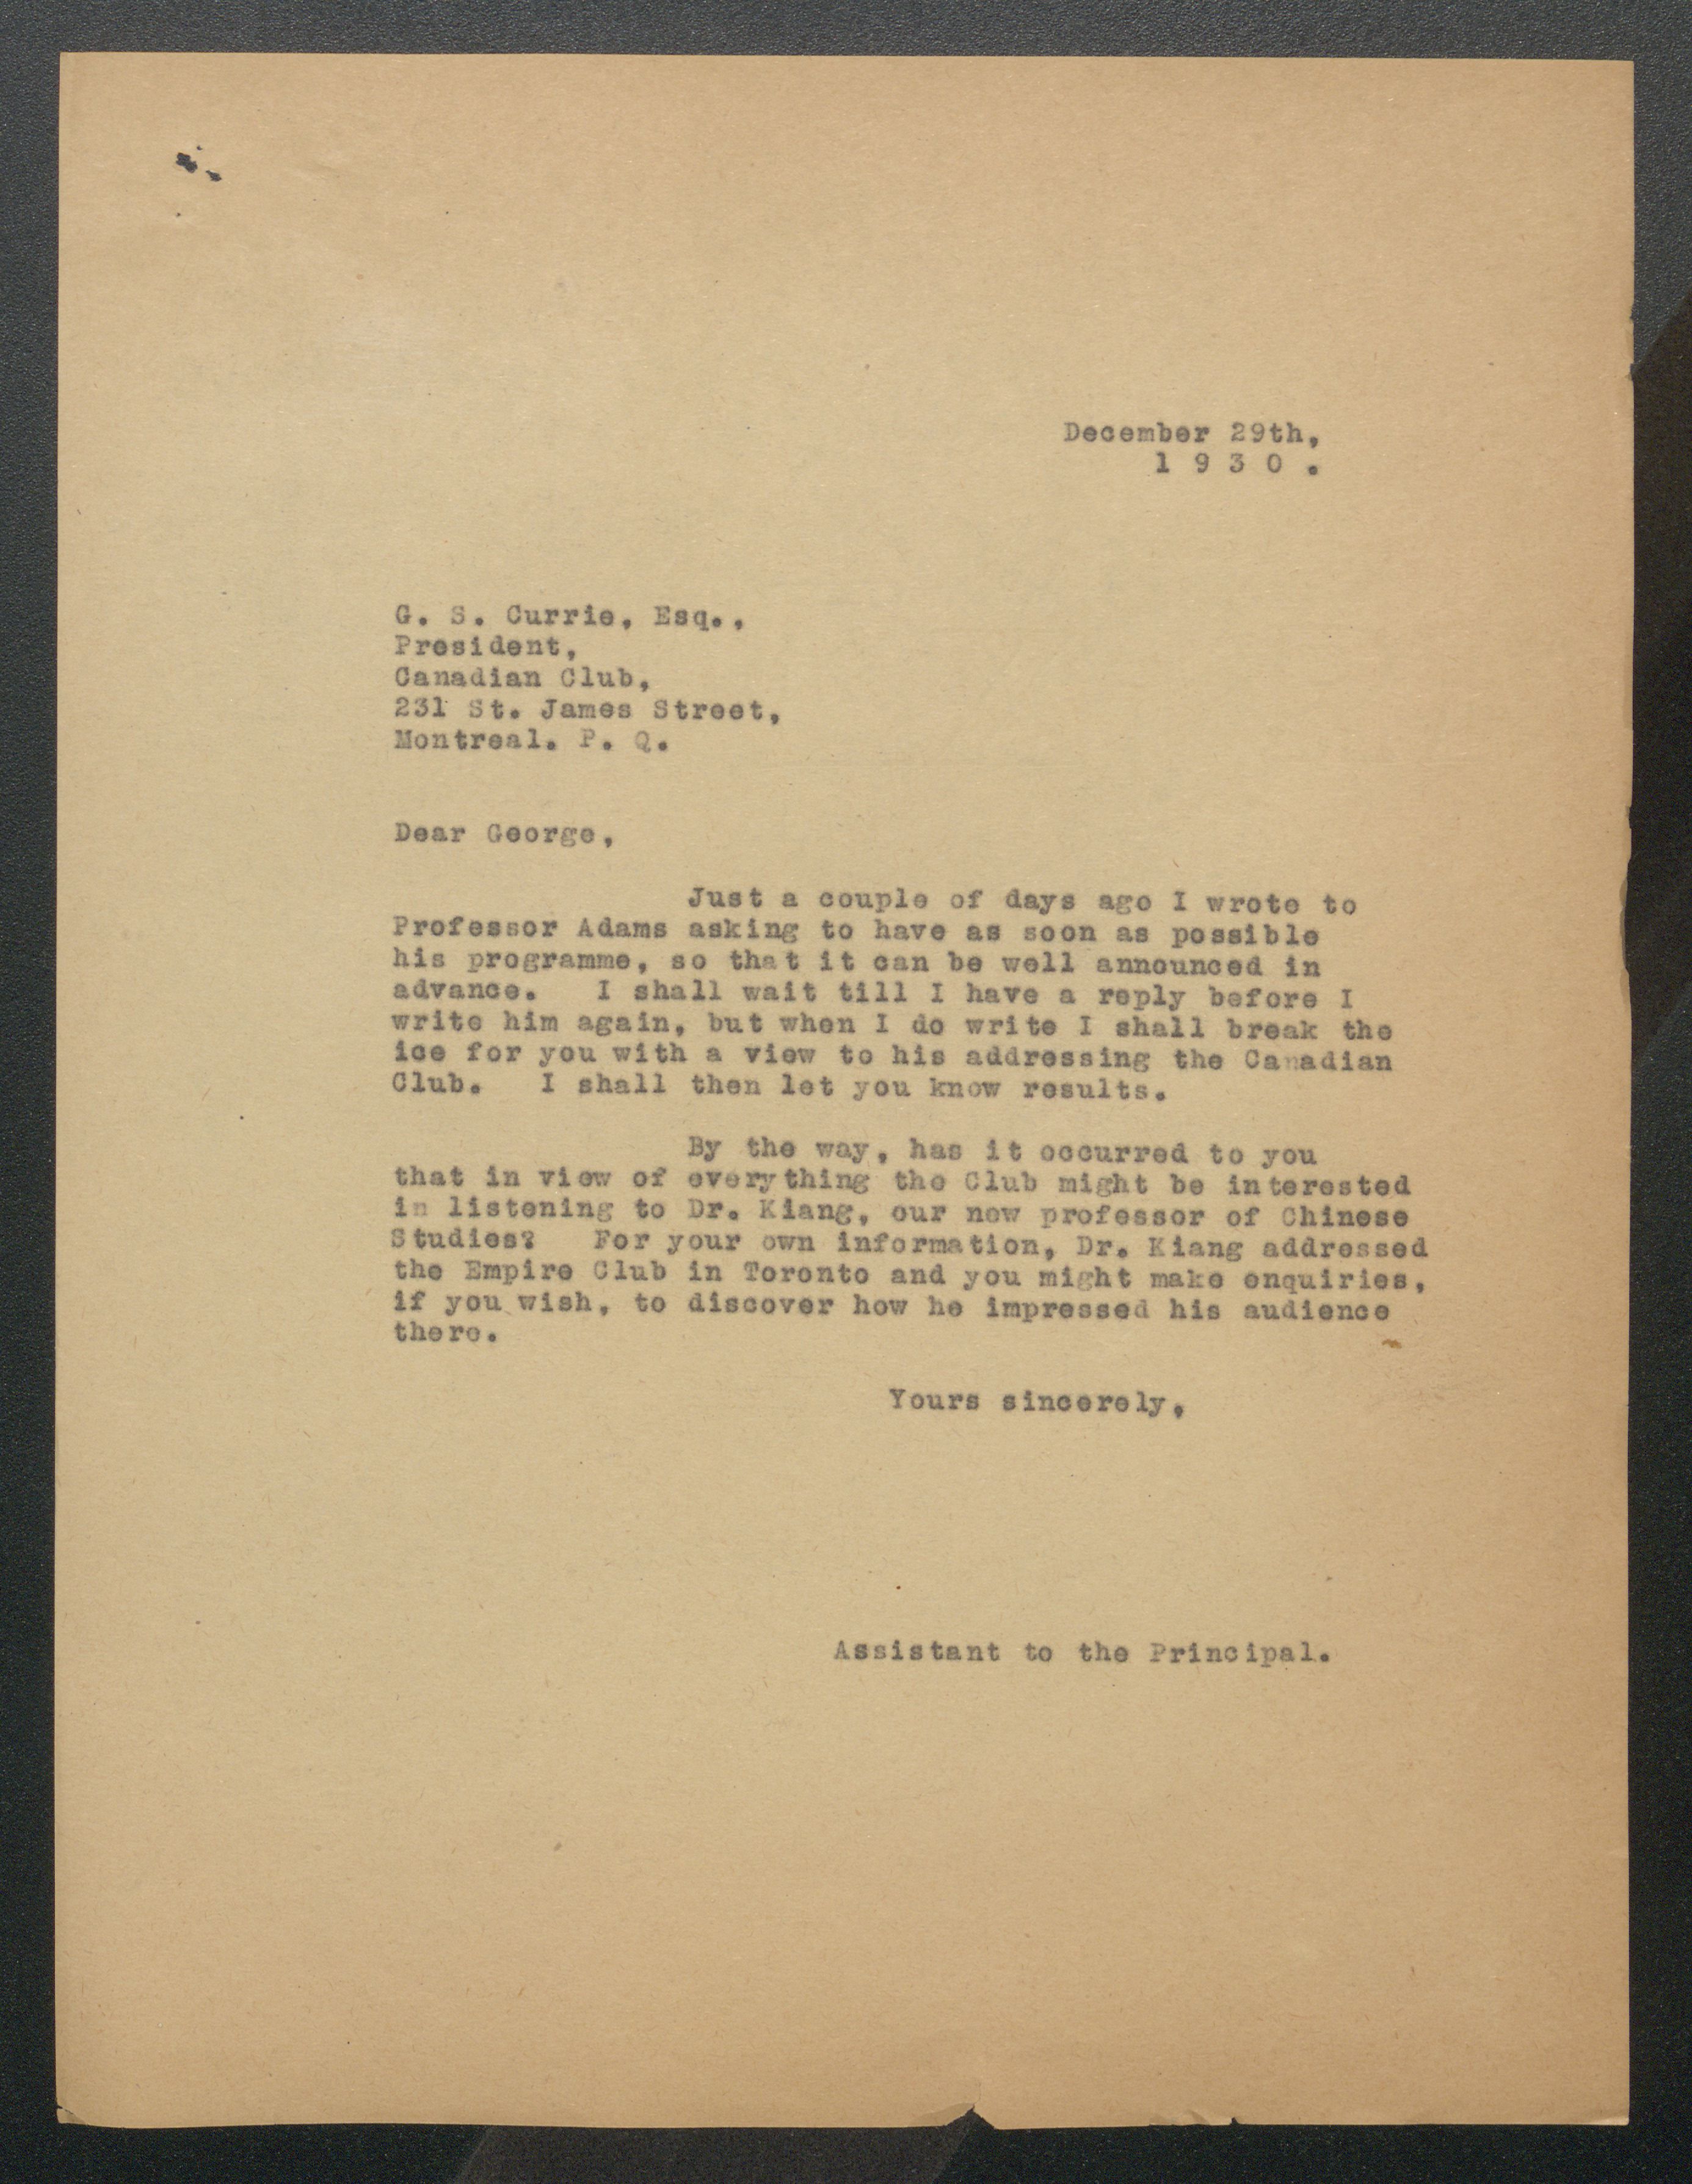 December 29th,
1 9 3 0 .
G. S. Currie, Esq.,
President,
Canadian Club,
231 St. James Street,
Montreal. P. Q.
Dear George,
Just a couple of days ago I wrote to
Professor Adams asking to have as soon as possible
his programme, so that it can be well announced in
advance. I shall wait till I have a reply before I
write him again, but when I do write I shall break the
ice for you with a view to his addressing the Canadian
Club. I shall then let you know results.
By the way, has it occurred to you
that in view of everything the Club might be interested
in listening to Dr. Kiang, our new professor of Chinese
Studies? For your own information, Dr. Kiang addressed
the Empire Club in Toronto and you might make enquiries,
if you wish, to discover how he impressed his audience
there.
Yours sincerely,
Assistant to the Principal.